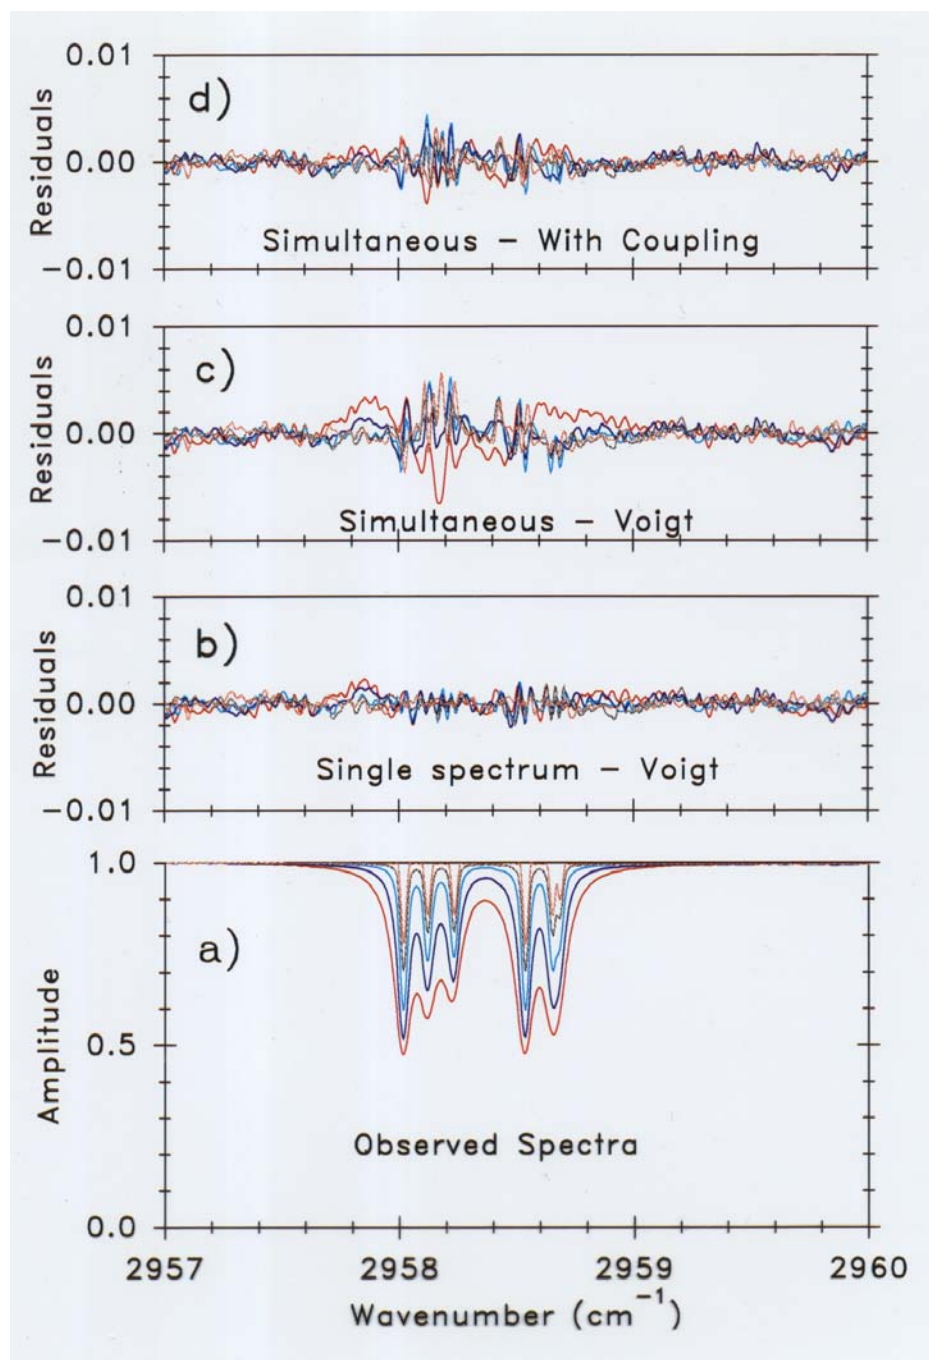 0.01
d)
Residuals
0.00
Simultaneous – With Coupling
−0.01
0.01
c)
Residuals
0.00
Simultaneous – Voigt
−0.01
0.01
b)
Residuals
0.00
Single spectrum – Voigt
−0.01
1.0
a)
Amplitude
0.5
Observed Spectra
0.0
2957 2958 2959 2960
Wavenumber (cm⁻¹)